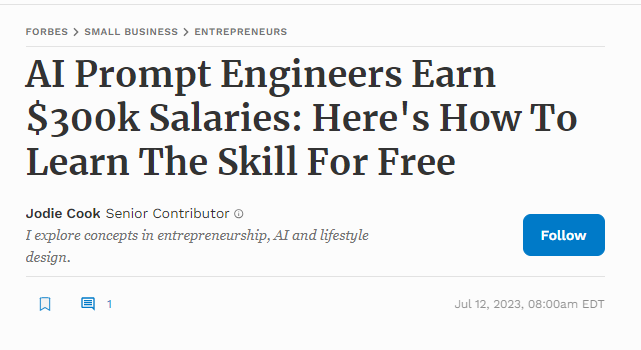 FORBES > SMALL BUSINESS > ENTREPRENEURS
AI Prompt Engineers Earn
$300k Salaries: Here's How To
Learn The Skill For Free
Jodie Cook Senior Contributor
I explore concepts in entrepreneurship, AI and lifestyle
design.
Follow
1
Jul 12, 2023, 08:00am EDT